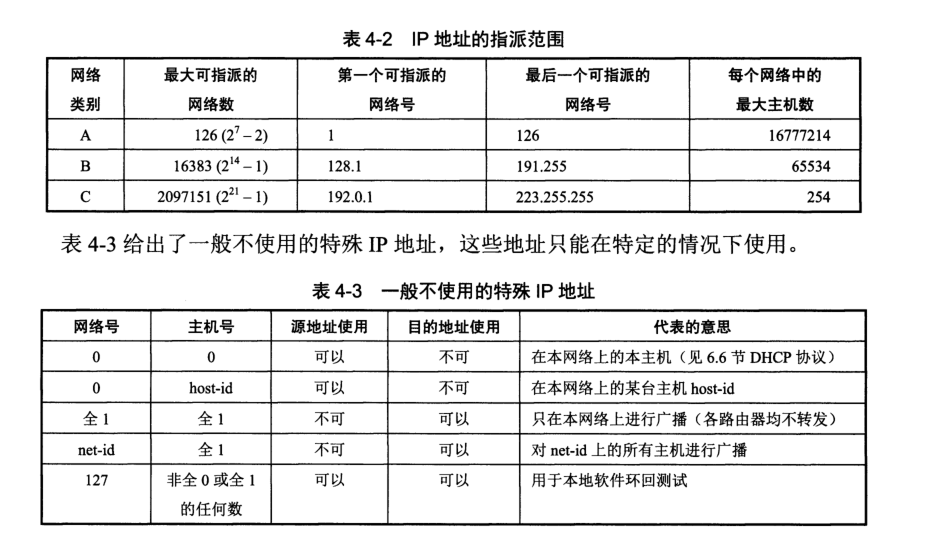 表 4-2 IP 地址的指派范围
网络类别 最大可指派的网络数 第一个可指派的网络号 最后一个可指派的网络号 每个网络中的最大主机数
A 126 (2⁷ – 2) 1 126 16777214
B 16383 (2¹⁴ – 1) 128.1 191.255 65534
C 2097151 (2²¹ – 1) 192.0.1 223.255.255 254
表 4-3 给出了一般不使用的特殊 IP 地址，这些地址只能在特定的情况下使用。
表 4-3 一般不使用的特殊 IP 地址
网络号 主机号 源地址使用 目的地址使用 代表的意思
0 0 可以 不可 在本网络上的本主机（见 6.6 节 DHCP 协议）
0 host-id 可以 不可 在本网络上的某台主机 host-id
全 1 全 1 不可 可以 只在本网络上进行广播（各路由器均不转发）
net-id 全 1 不可 可以 对 net-id 上的所有主机进行广播
127 非全 0 或全 1 的任何数 可以 可以 用于本地软件环回测试